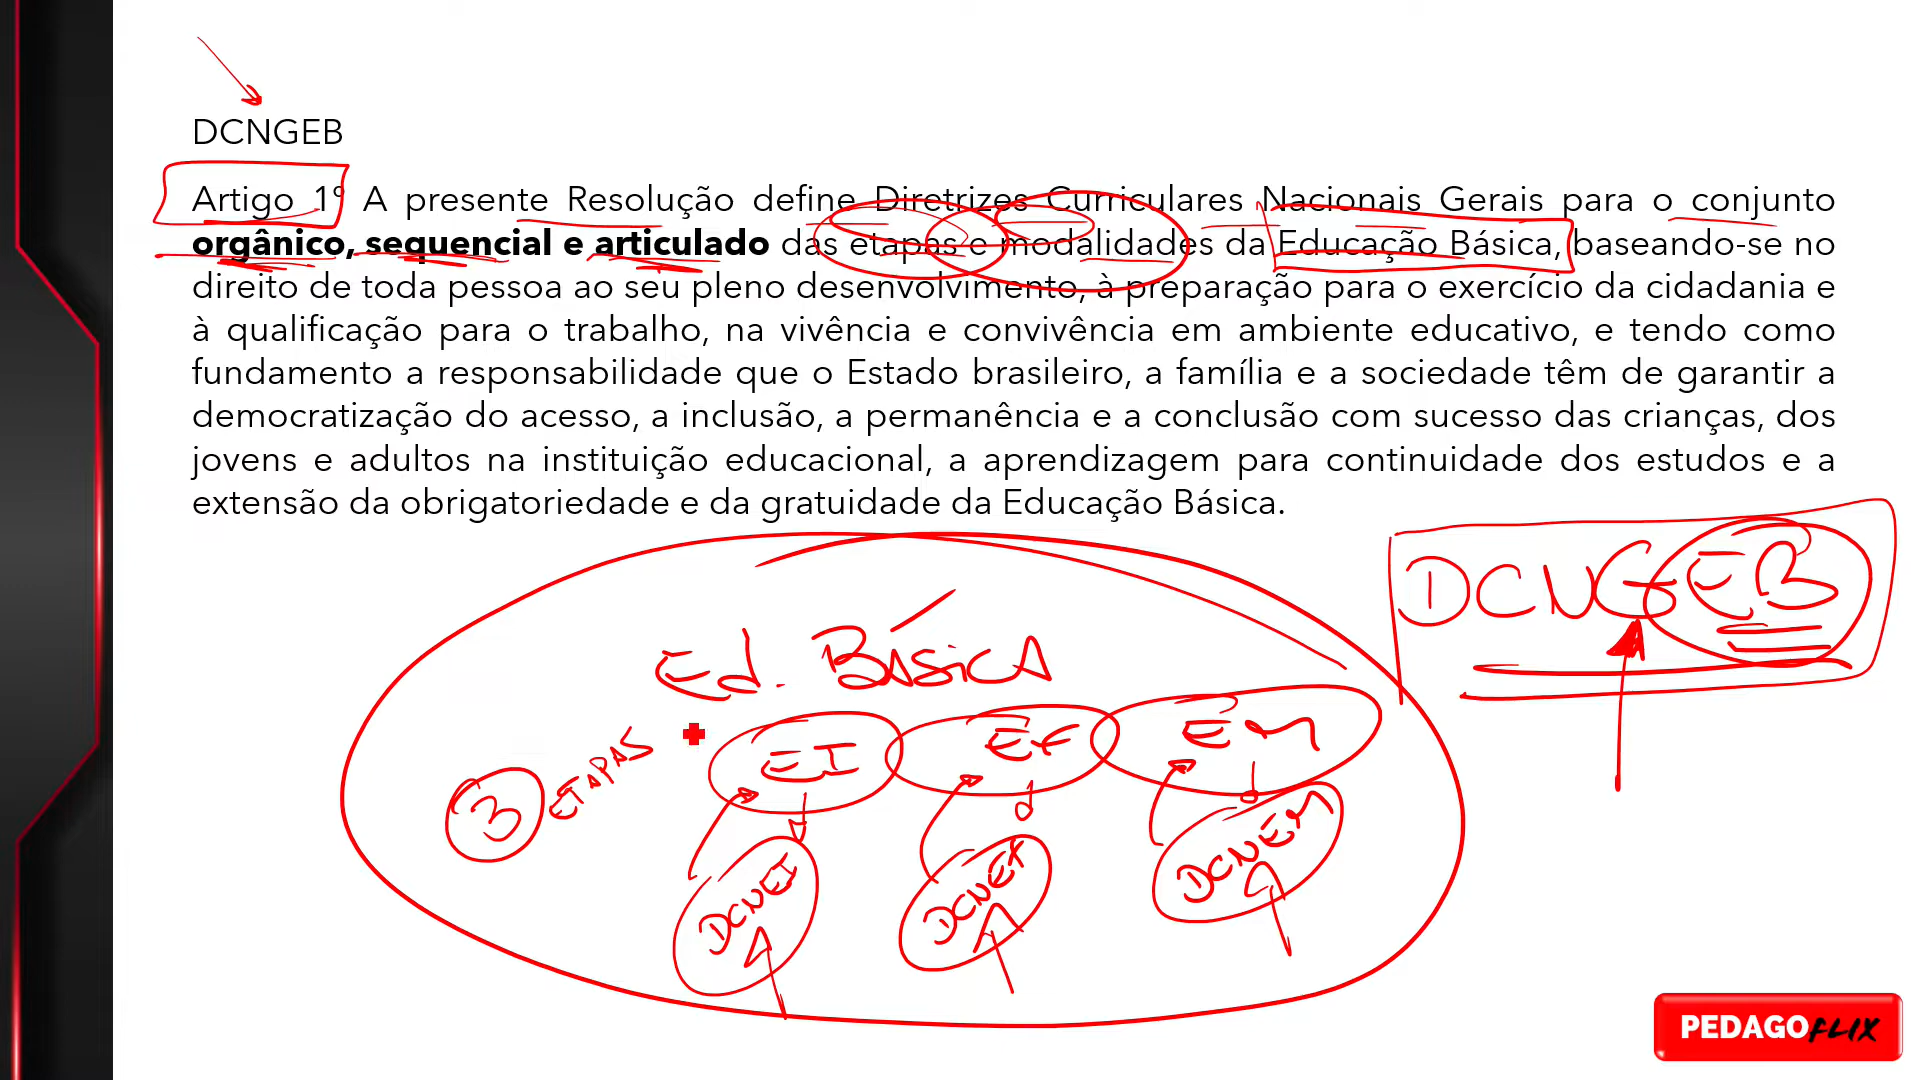 DCNGEB
Artigo 1º A presente Resolução define Diretrizes Curriculares Nacionais Gerais para o conjunto
orgânico, sequencial e articulado das etapas e modalidades da Educação Básica, baseando-se no
direito de toda pessoa ao seu pleno desenvolvimento, à preparação para o exercício da cidadania e
à qualificação para o trabalho, na vivência e convivência em ambiente educativo, e tendo como
fundamento a responsabilidade que o Estado brasileiro, a família e a sociedade têm de garantir a
democratização do acesso, a inclusão, a permanência e a conclusão com sucesso das crianças, dos
jovens e adultos na instituição educacional, a aprendizagem para continuidade dos estudos e a
extensão da obrigatoriedade e da gratuidade da Educação Básica.
DCNGEB
Ed. BÁSiCA
3 ETAPAS
EI
EF
EM
DCNEI
DCNEF
DCNEM
PEDAGOFLIX